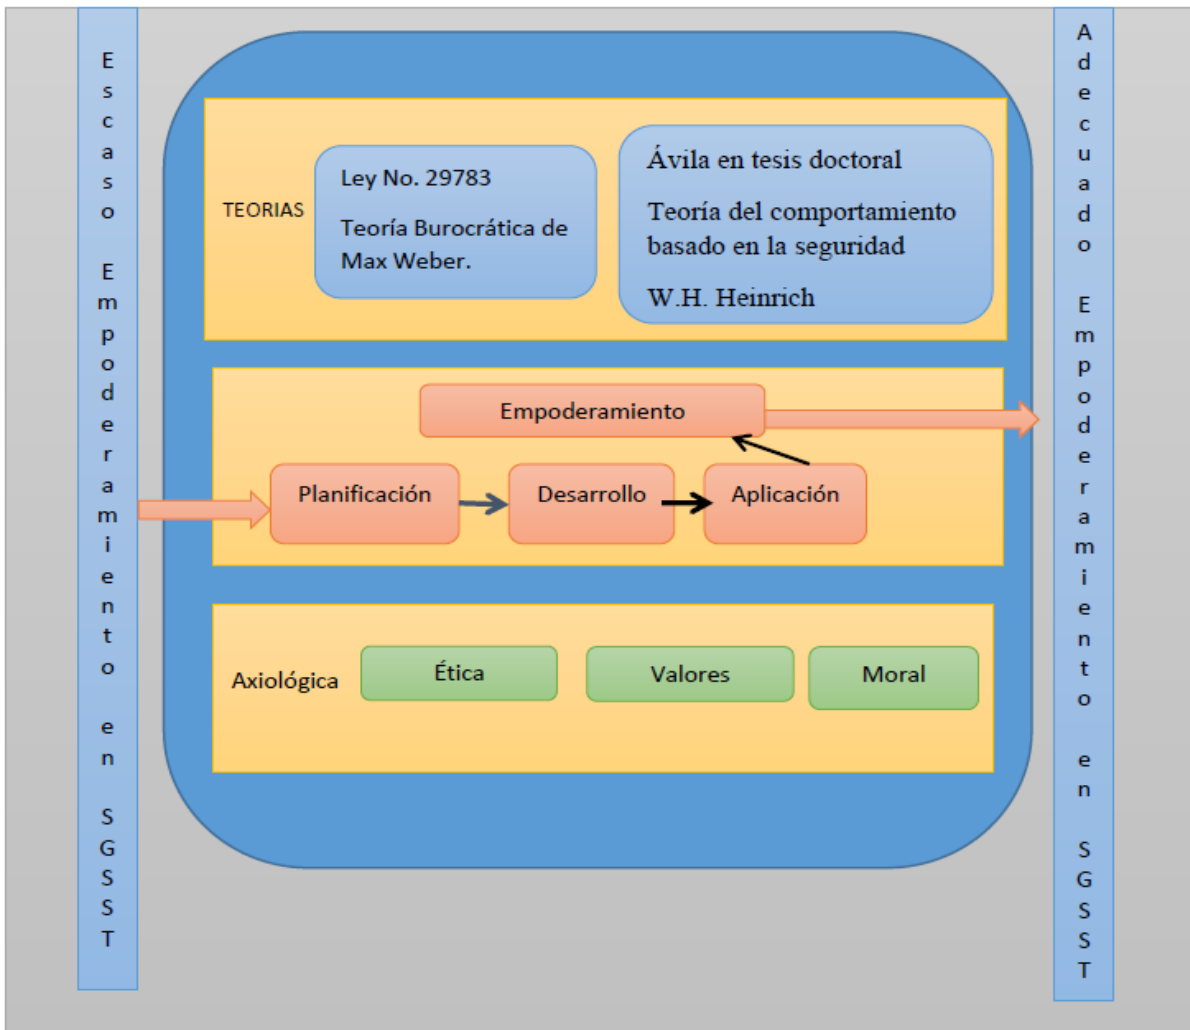 Escaso Empoderamiento en SGSST
TEORIAS
Ley No. 29783
Teoría Burocrática de
Max Weber.
Ávila en tesis doctoral
Teoría del comportamiento
basado en la seguridad
W.H. Heinrich
Empoderamiento
Planificación
Desarrollo
Aplicación
Axiológica
Ética
Valores
Moral
Adecuado Empoderamiento en SGSST